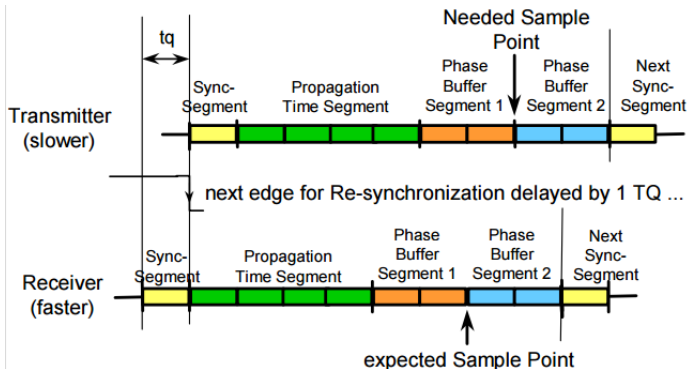 tq
Needed Sample
Point
Sync-
Segment
Propagation
Time Segment
Phase
Buffer
Segment 1
Phase
Buffer
Segment 2
Next
Sync-
Segment
Transmitter
(slower)
next edge for Re-synchronization delayed by 1 TQ ...
Sync-
Segment
Propagation
Time Segment
Phase
Buffer
Segment 1
Phase
Buffer
Segment 2
Next
Sync-
Segment
Receiver
(faster)
expected Sample Point